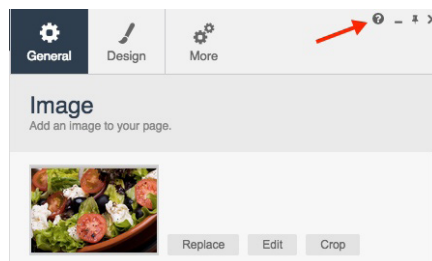 General
Design
More
Image
Add an image to your page.
Replace
Edit
Crop